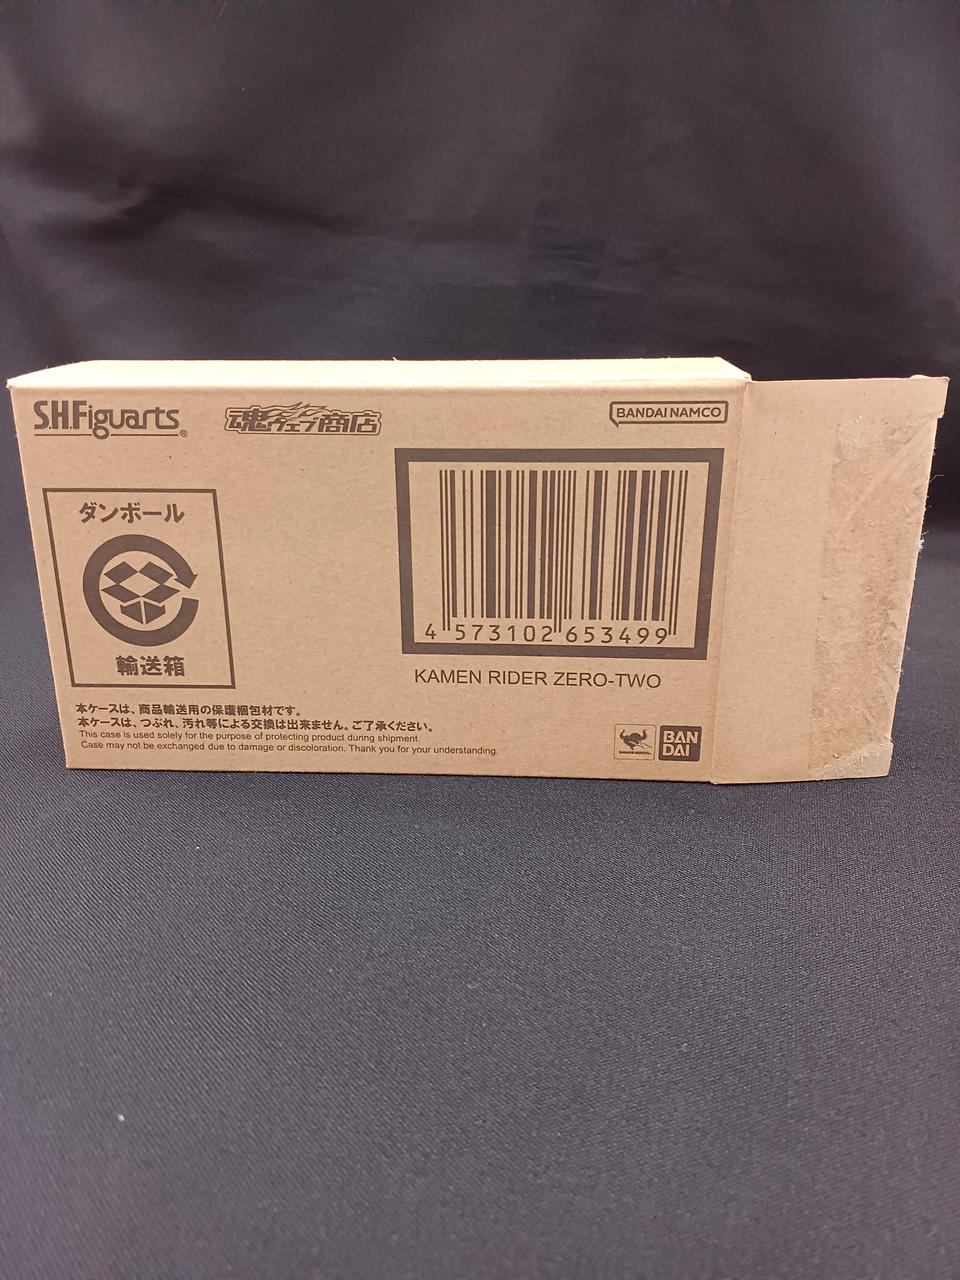 S.H.Figuarts®
魂ウェブ商店
BANDAI NAMCO
ダンボール
輸送箱
4 573102 653499
KAMEN RIDER ZERO-TWO
本ケースは、商品輸送用の保護梱包材です。
本ケースは、つぶれ、汚れ等による交換は出来ません。ご了承ください。
This case is used solely for the purpose of protecting product during shipment.
Case may not be exchanged due to damage or discoloration. Thank you for your understanding.
BAN
DAI